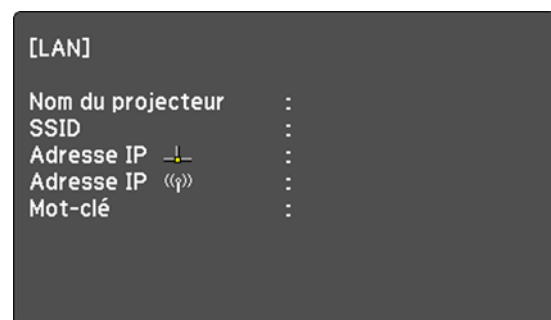 [LAN]
Nom du projecteur :
SSID :
Adresse IP :
Adresse IP :
Mot-clé :